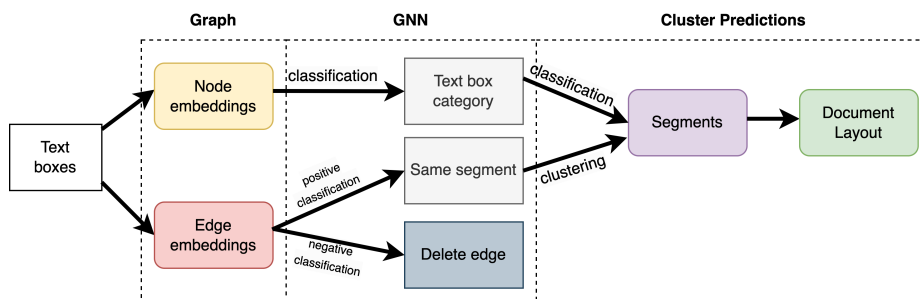 Graph
GNN
Cluster Predictions
Text
boxes
Node
embeddings
classification
Text box
category
classification
Segments
Document
Layout
Edge
embeddings
positive
classification
Same segment
clustering
negative
classification
Delete edge